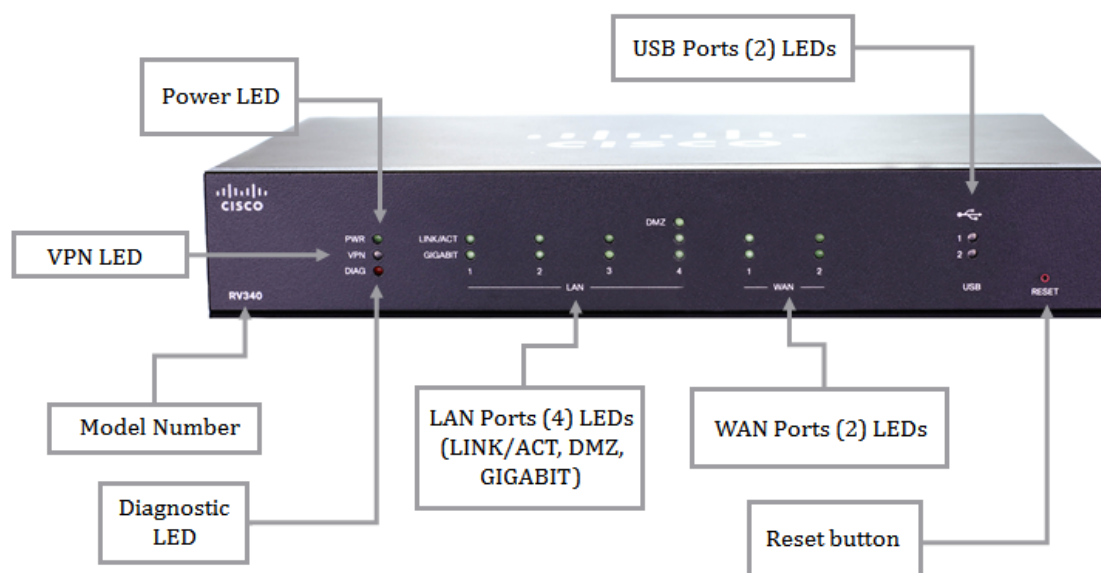 USB Ports (2) LEDs
Power LED
CISCO
CISCO
DMZ
PWR
LINK/ACT
1
VPN LED
VPN
GIGABIT
2
DIAG
1
2
3
4
1
2
LAN
WAN
USB
RV340
RESET
Model Number
LAN Ports (4) LEDs
(LINK/ACT, DMZ,
GIGABIT)
WAN Ports (2) LEDs
Diagnostic
LED
Reset button